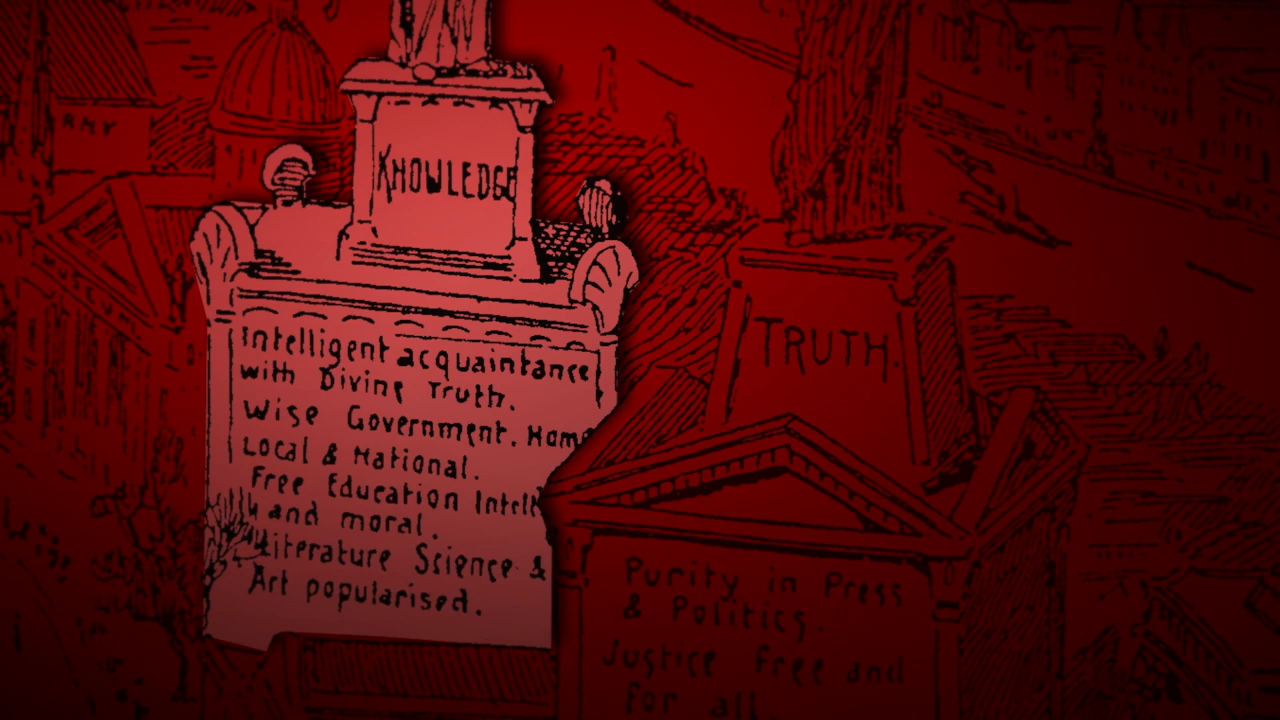 KNOWLEDGE
Intelligent acquaintance
with Divine Truth.
Wise Government. Home
Local & National.
Free Education Intell
and moral.
Literature Science &
Art popularised.
TRUTH.
Purity in Press
& Politics.
Justice free and
for all